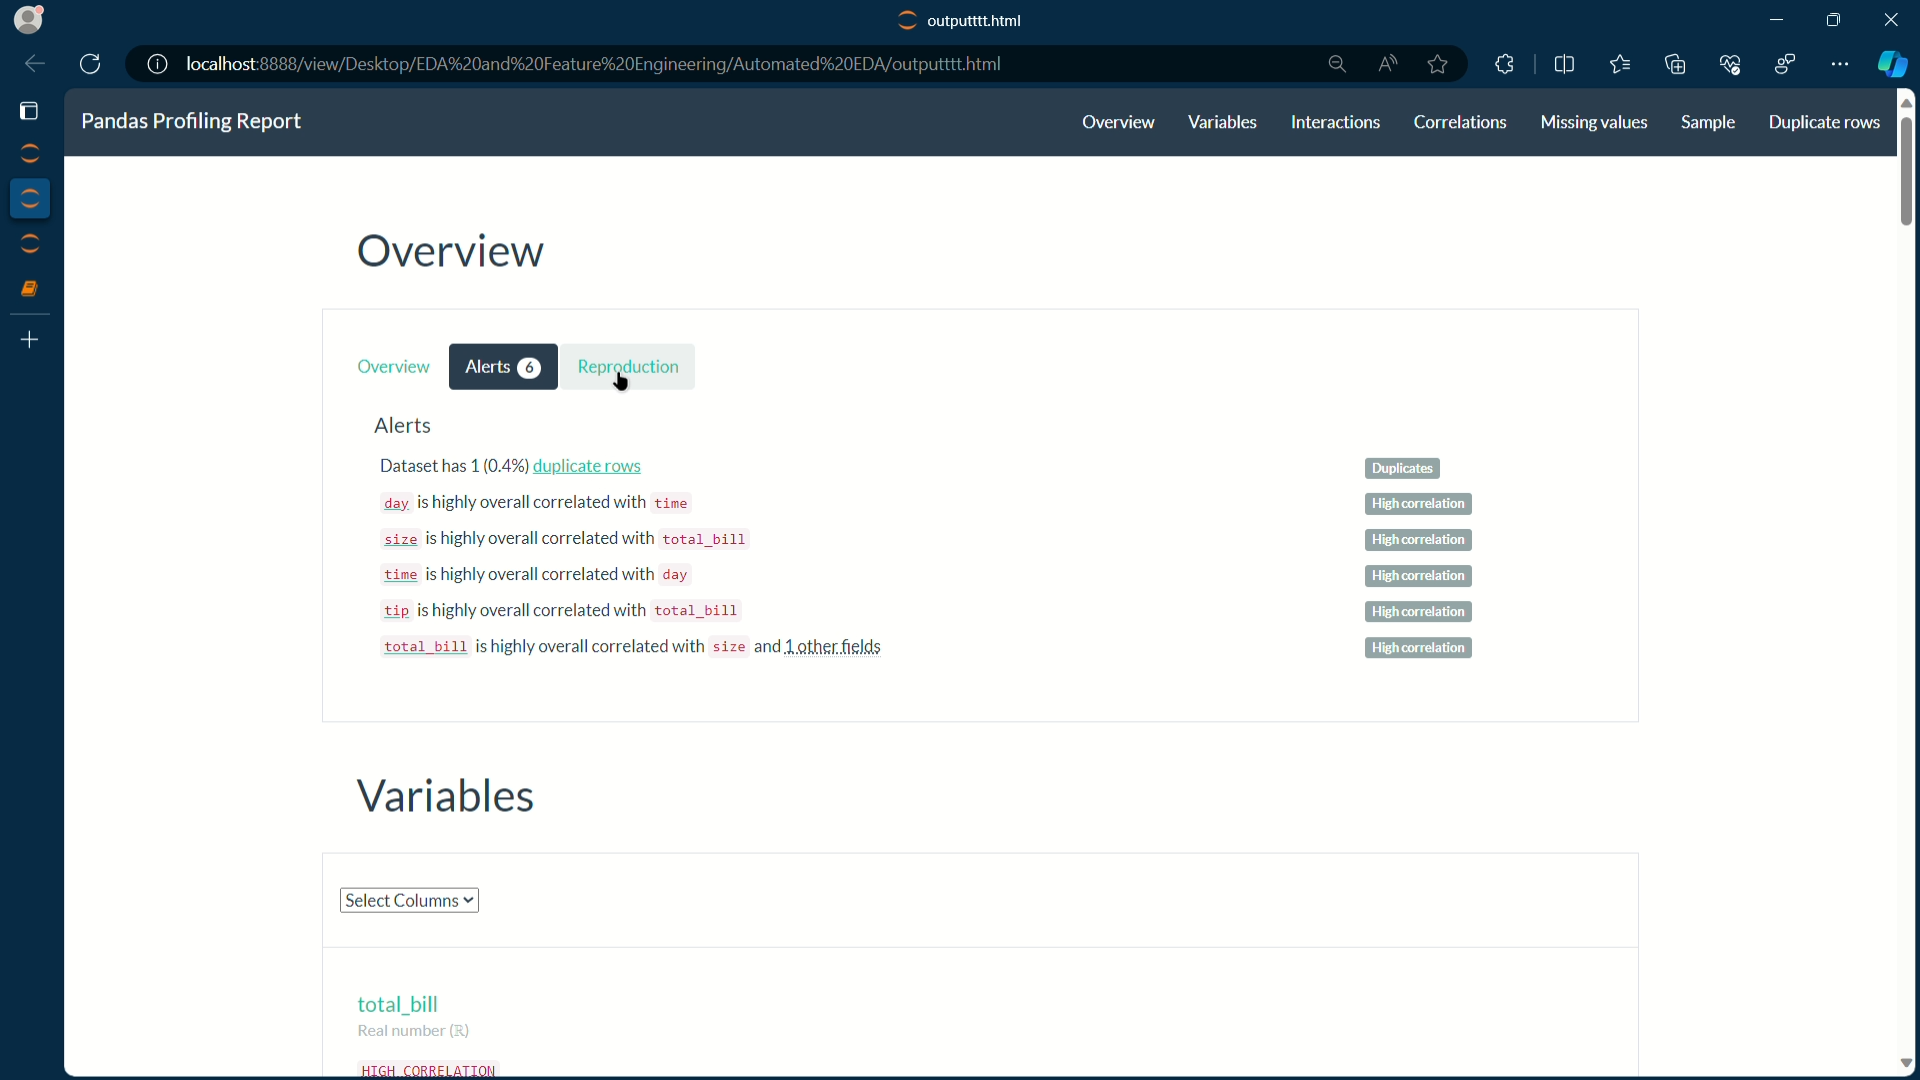 outputttt.html
localhost:8888/view/Desktop/EDA%20and%20Feature%20Engineering/Automated%20EDA/outputttt.html
Pandas Profiling Report
Overview Variables Interactions Correlations Missing values Sample Duplicate rows
Overview
Overview Alerts 6 Reproduction
Alerts
Dataset has 1 (0.4%) duplicate rows Duplicates
day is highly overall correlated with time High correlation
size is highly overall correlated with total_bill High correlation
time is highly overall correlated with day High correlation
tip is highly overall correlated with total_bill High correlation
total_bill is highly overall correlated with size and 1 other fields High correlation
Variables
Select Columns
total_bill
Real number (ℝ)
HIGH CORRELATION